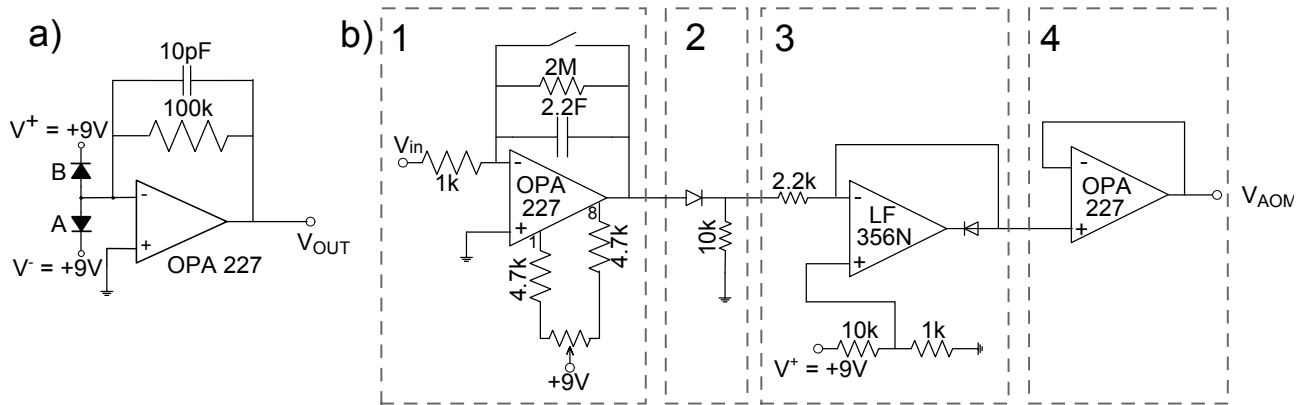 a)
10pF
100k
V+ = +9V
B
A
V- = +9V
-
+
OPA 227
VOUT
b)
1
2M
2.2F
Vin
1k
-
+
OPA
227
1
8
4.7k
4.7k
+9V
2
10k
3
2.2k
-
+
LF
356N
10k
1k
V+ = +9V
4
-
+
OPA
227
VAOM